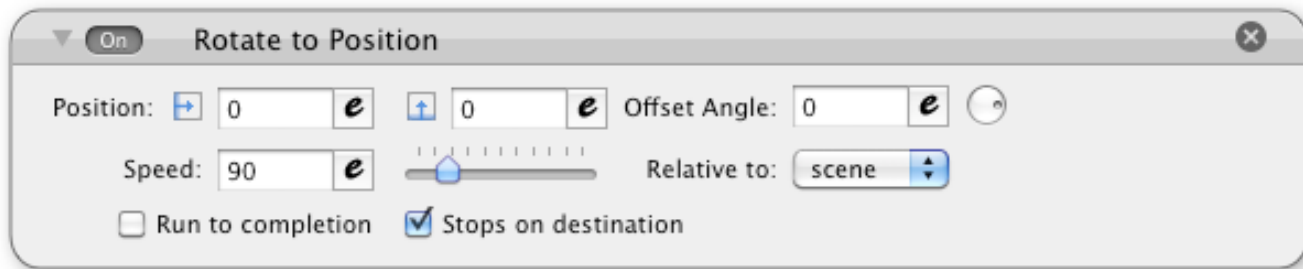 On Rotate to Position
Position: 0 e 0 e Offset Angle: 0 e
Speed: 90 e Relative to: scene
Run to completion Stops on destination